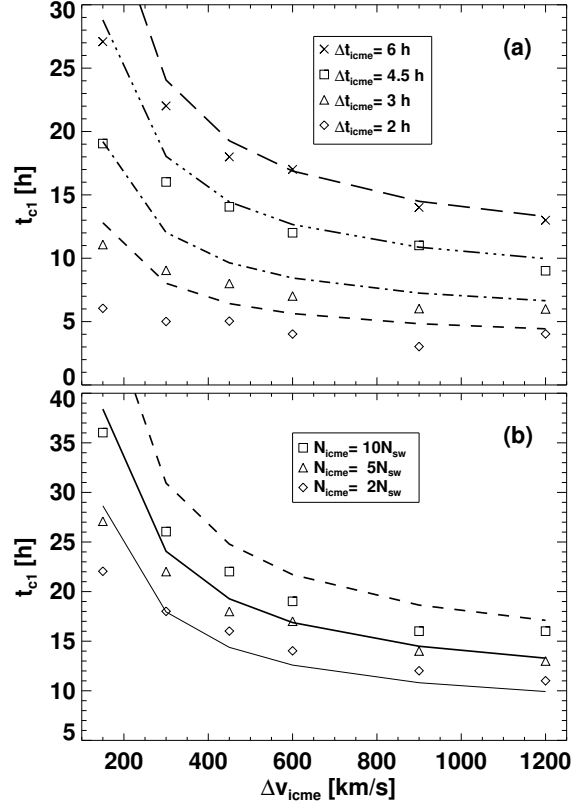 30
25
20
15
10
5
0
t_c1 [h]
(a)
Δt_icme= 6 h
Δt_icme= 4.5 h
Δt_icme= 3 h
Δt_icme= 2 h
40
35
30
25
20
15
10
5
t_c1 [h]
(b)
N_icme= 10N_sw
N_icme= 5N_sw
N_icme= 2N_sw
200 400 600 800 1000 1200
Δv_icme [km/s]